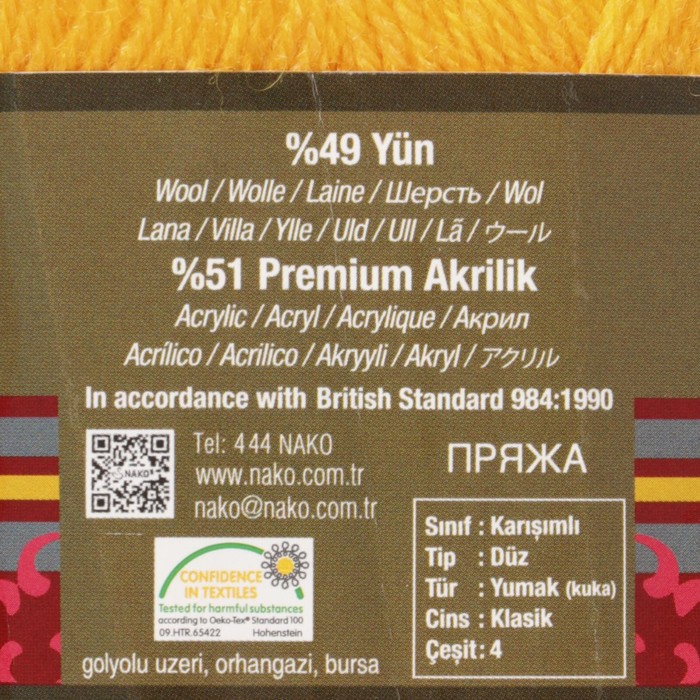 %49 Yün
Wool / Wolle / Laine / Шерсть / Wol
Lana / Villa / Ylle / Uld / Ull / Lã / ウール
%51 Premium Akrilik
Acrylic / Acryl / Acrylique / Акрил
Acrílico / Acrilico / Akryyli / Akryl / アクリル
In accordance with British Standard 984:1990
NAKO
Tel: 444 NAKO
www.nako.com.tr
nako@nako.com.tr
ПРЯЖА
Sınıf : Karışımlı
Tip : Düz
Tür : Yumak (kuka)
Cins : Klasik
Çeşit : 4
CONFIDENCE
IN TEXTILES
Tested for harmful substances
according to Oeko-Tex® Standard 100
09.HTR.65422 Hohenstein
golyolu uzeri, orhangazi, bursa